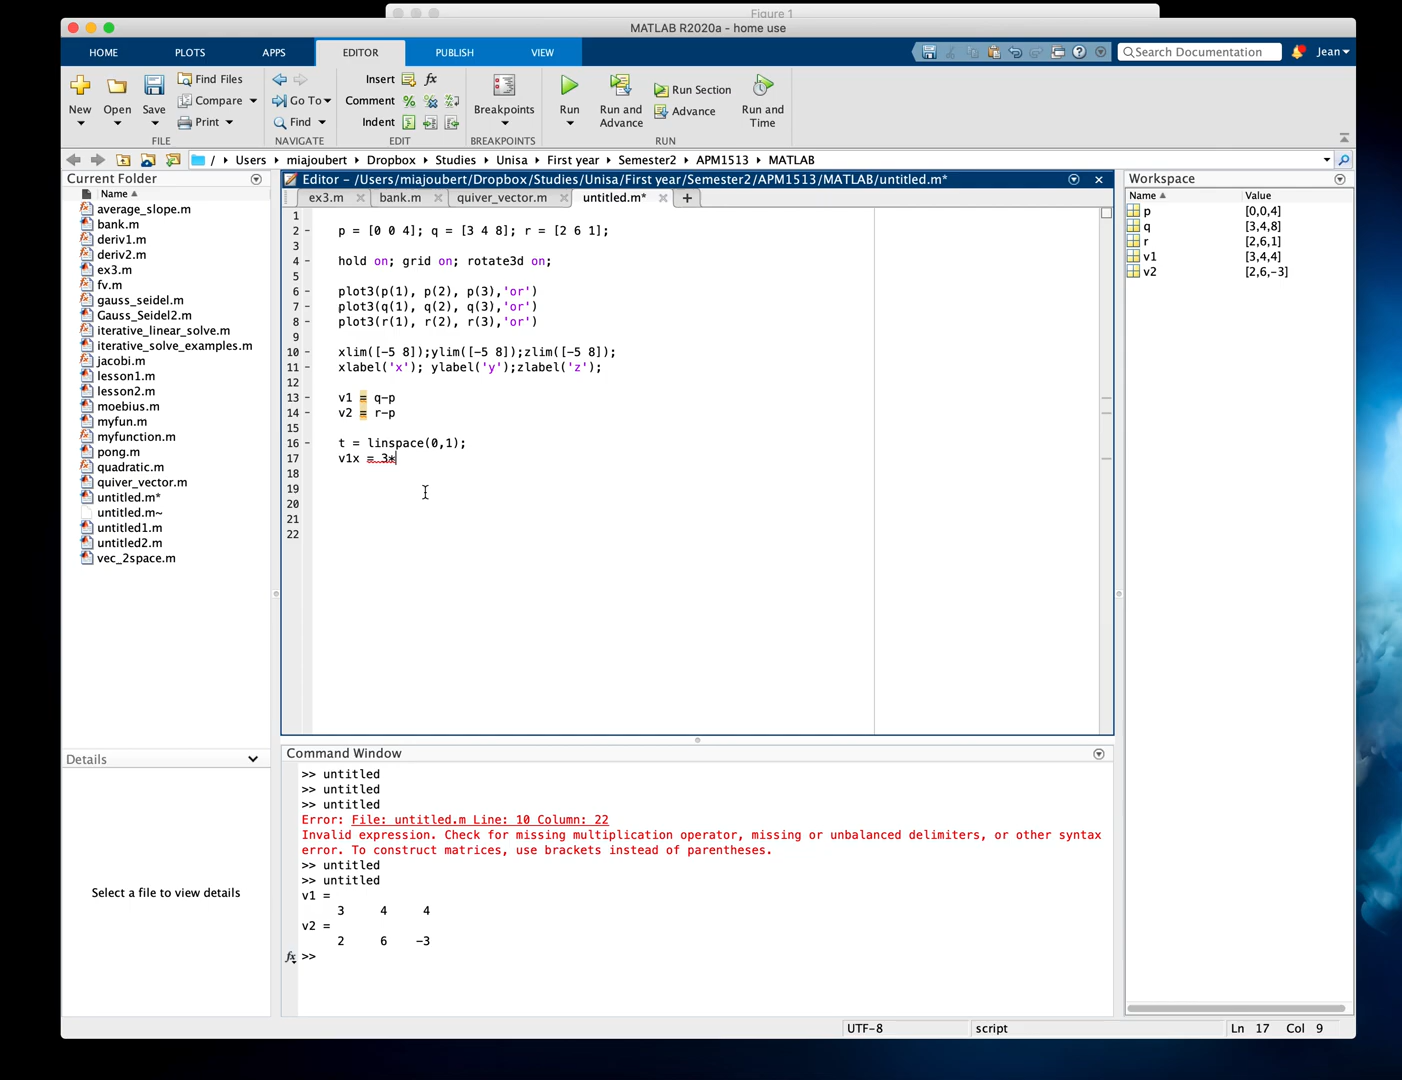 Figure 1
MATLAB R2020a - home use
HOME PLOTS APPS EDITOR PUBLISH VIEW Search Documentation Jean
New Open Save Find Files Compare Print
Go To Find
Insert fx Comment Indent
Breakpoints
Run Run and Advance Run Section Advance Run and Time
FILE NAVIGATE EDIT BREAKPOINTS RUN
/ Users miajoubert Dropbox Studies Unisa First year Semester2 APM1513 MATLAB
Current Folder
Name
average_slope.m
bank.m
deriv1.m
deriv2.m
ex3.m
fv.m
gauss_seidel.m
Gauss_Seidel2.m
iterative_linear_solve.m
iterative_solve_examples.m
jacobi.m
lesson1.m
lesson2.m
moebius.m
myfun.m
myfunction.m
pong.m
quadratic.m
quiver_vector.m
untitled.m*
untitled.m~
untitled1.m
untitled2.m
vec_2space.m
Details
Select a file to view details
Editor - /Users/miajoubert/Dropbox/Studies/Unisa/First year/Semester2/APM1513/MATLAB/untitled.m*
ex3.m bank.m quiver_vector.m untitled.m* +
1
2 - p = [0 0 4]; q = [3 4 8]; r = [2 6 1];
3
4 - hold on; grid on; rotate3d on;
5
6 - plot3(p(1), p(2), p(3),'or')
7 - plot3(q(1), q(2), q(3),'or')
8 - plot3(r(1), r(2), r(3),'or')
9
10 - xlim([-5 8]);ylim([-5 8]);zlim([-5 8]);
11 - xlabel('x'); ylabel('y');zlabel('z');
12
13 - v1 = q-p
14 - v2 = r-p
15
16 - t = linspace(0,1);
17 v1x = 3*
18
19
20
21
22
Command Window
>> untitled
>> untitled
>> untitled
Error: File: untitled.m Line: 10 Column: 22
Invalid expression. Check for missing multiplication operator, missing or unbalanced delimiters, or other syntax
error. To construct matrices, use brackets instead of parentheses.
>> untitled
>> untitled
v1 =
3 4 4
v2 =
2 6 -3
fx >>
Workspace
Name Value
p [0,0,4]
q [3,4,8]
r [2,6,1]
v1 [3,4,4]
v2 [2,6,-3]
UTF-8 script Ln 17 Col 9